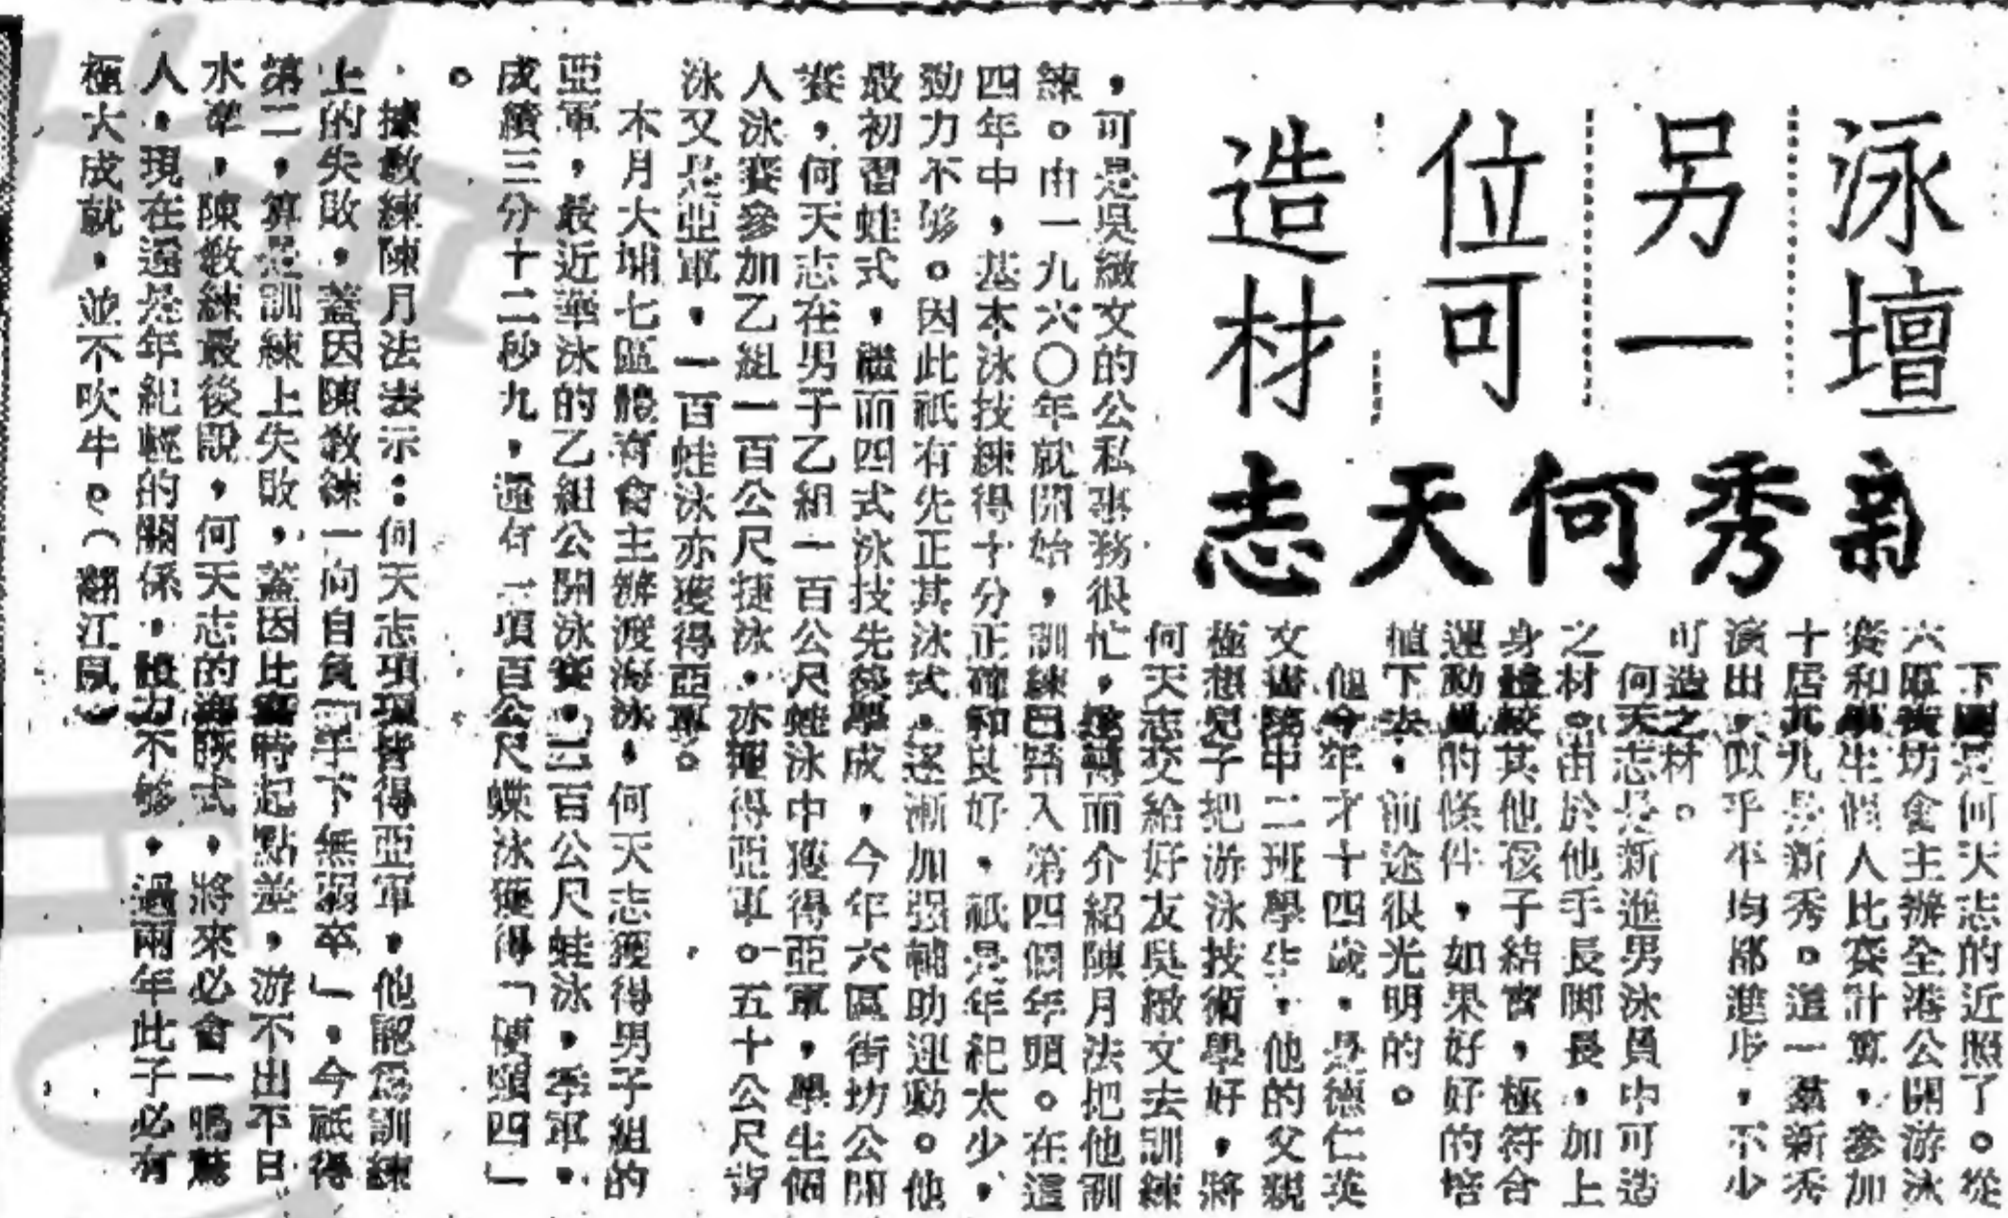 泳壇
另一
位可
造材
新秀何天志
下圖是何天志的近照了。從
六區街坊會主辦全港公開游泳
賽和學生個人比賽計算，參加
十居其九是新秀。這一羣新秀
演出，似乎平均都進步，不少
可造之材。
何天志是新進男泳員中可造
之材。由於他手長脚長，加上
身體較其他孩子結實，極符合
運動員的條件，如果好好的培
植下去，前途很光明的。
他今年才十四歲，是德仁英
文書院中二班學生，他的父親
極想兒子把游泳技術學好，將
何天志交給好友吳緻文去訓練
，可是吳緻文的公私事務很忙，轉而介紹陳月法把他訓
練。由一九六〇年就開始，訓練已踏入第四個年頭。在這
四年中，基本泳技練得十分正確和良好，祇是年紀太少，
勁力不够。因此祇有先正其泳式，逐漸加强輔助運動。他
最初習蛙式，繼而四式泳技先後學成，今年六區街坊公開
賽，何天志在男子乙組一百公尺蛙泳中獲得亞軍，學生個
人泳賽參加乙組一百公尺捷泳，亦獲得亞軍。五十公尺背
泳又是亞軍，一百蛙泳亦獲得亞軍。
本月大埔七區體育會主辦渡海泳，何天志獲得男子組的
亞軍，最近華泳的乙組公開泳賽，二百公尺蛙泳，季軍，
成績三分十二秒九，還有一項百公尺蝶泳獲得「硬頸四」
。
據教練陳月法表示：何天志項項皆得亞軍，他認爲訓練
上的失敗，蓋因陳教練一向自負「手下無弱卒」，今祇得
第二，算是訓練上失敗，蓋因比賽時起點差，游不出平日
水準，陳教練最後說，何天志的海豚式，將來必會一鳴驚
人，現在還是年紀輕的關係，體力不够，過兩年此子必有
極大成就，並不吹牛。（翻江鼠）
HO